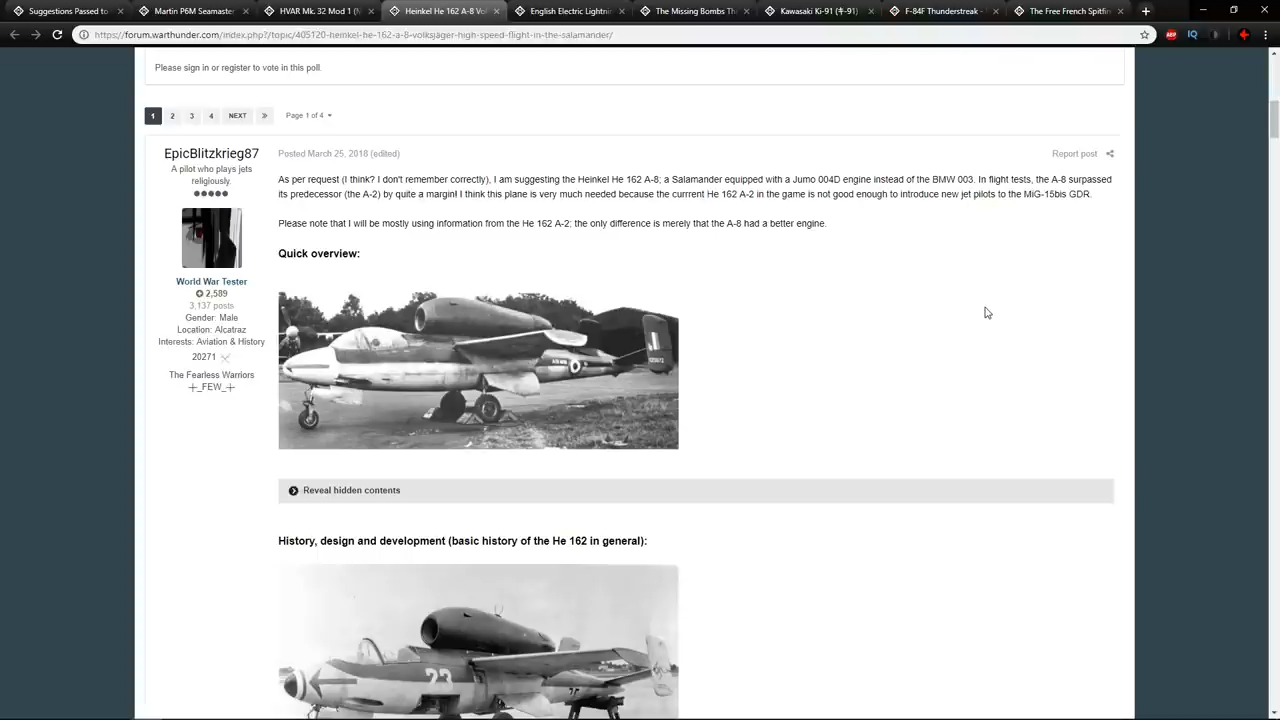 Suggestions Passed to
Martin P6M Seamaster
HVAR Mk. 32 Mod 1 (
Heinkel He 162 A-8 Vo
English Electric Lightnin
The Missing Bombs Th
Kawasaki Ki-91 (キ-91)
F-84F Thunderstreak -
The Free French Spitfir
https://forum.warthunder.com/index.php?/topic/405120-heinkel-he-162-a-8-volksjäger-high-speed-flight-in-the-salamander/
Please sign in or register to vote in this poll.
1 2 3 4 NEXT » Page 1 of 4
EpicBlitzkrieg87
A pilot who plays jets
religiously.
World War Tester
2,589
3,137 posts
Gender: Male
Location: Alcatraz
Interests: Aviation & History
20271
The Fearless Warriors
-|-_FEW_-|-
Posted March 25, 2018 (edited)
Report post
As per request (I think? I don't remember correctly), I am suggesting the Heinkel He 162 A-8; a Salamander equipped with a Jumo 004D engine instead of the BMW 003. In flight tests, the A-8 surpassed
its predecessor (the A-2) by quite a margin! I think this plane is very much needed because the currrent He 162 A-2 in the game is not good enough to introduce new jet pilots to the MiG-15bis GDR.
Please note that I will be mostly using information from the He 162 A-2; the only difference is merely that the A-8 had a better engine.
Quick overview:
Reveal hidden contents
History, design and development (basic history of the He 162 in general):
23